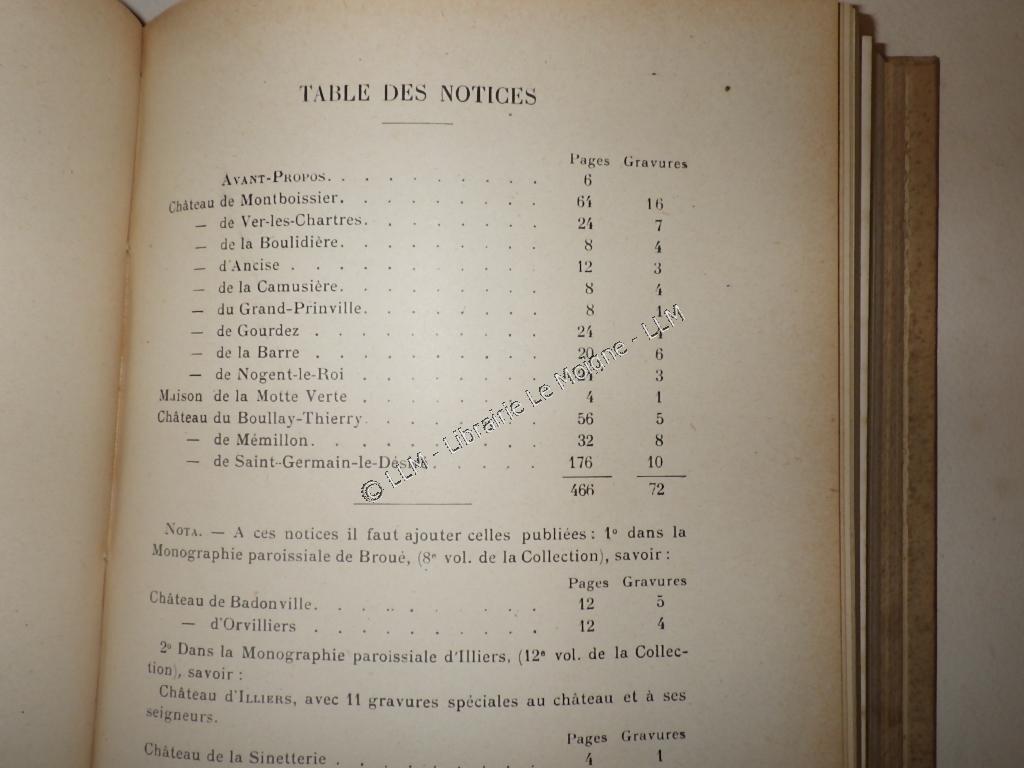 TABLE DES NOTICES
Pages Gravures
AVANT-PROPOS. . . . . . . . . . 6
Château de Montboissier. . . . . . . . . 64 16
— de Ver-les-Chartres. . . . . . . . 24 7
— de la Boulidière. . . . . . . . . 8 4
— d'Ancise . . . . . . . . . . . 12 3
— de la Camusière. . . . . . . . . 8 4
— du Grand-Prinville. . . . . . . . 8 1
— de Gourdez . . . . . . . . . . 24 4
— de la Barre . . . . . . . . . . 20 6
— de Nogent-le-Roi . . . . . . . . 24 3
Maison de la Motte Verte . . . . . . . . 4 1
Château du Boullay-Thierry. . . . . . . . 56 5
— de Mémillon. . . . . . . . . . 32 8
— de Saint-Germain-le-Désiré. . . . . 176 10
466 72
NOTA. — A ces notices il faut ajouter celles publiées : 1º dans la
Monographie paroissiale de Broué, (8e vol. de la Collection), savoir :
Pages Gravures
Château de Badonville. . . . . . . . . . 12 5
— d'Orvilliers . . . . . . . . . . 12 4
2º Dans la Monographie paroissiale d'Illiers, (12e vol. de la Collec-
tion), savoir :
Château d'ILLIERS, avec 11 gravures spéciales au château et à ses
seigneurs.
Pages Gravures
Château de la Sinetterie . . . . . . . . . 4 1
© LLM - Librairie Le Moigne - LLM